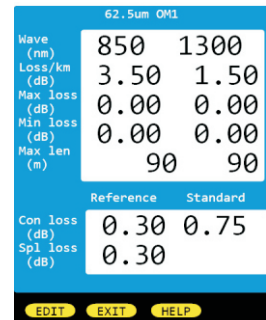 62.5um OM1
Wave (nm) 850 1300
Loss/km (dB) 3.50 1.50
Max loss (dB) 0.00 0.00
Min loss (dB) 0.00 0.00
Max len (m) 90 90
Reference Standard
Con loss (dB) 0.30 0.75
Spl loss (dB) 0.30
EDIT EXIT HELP